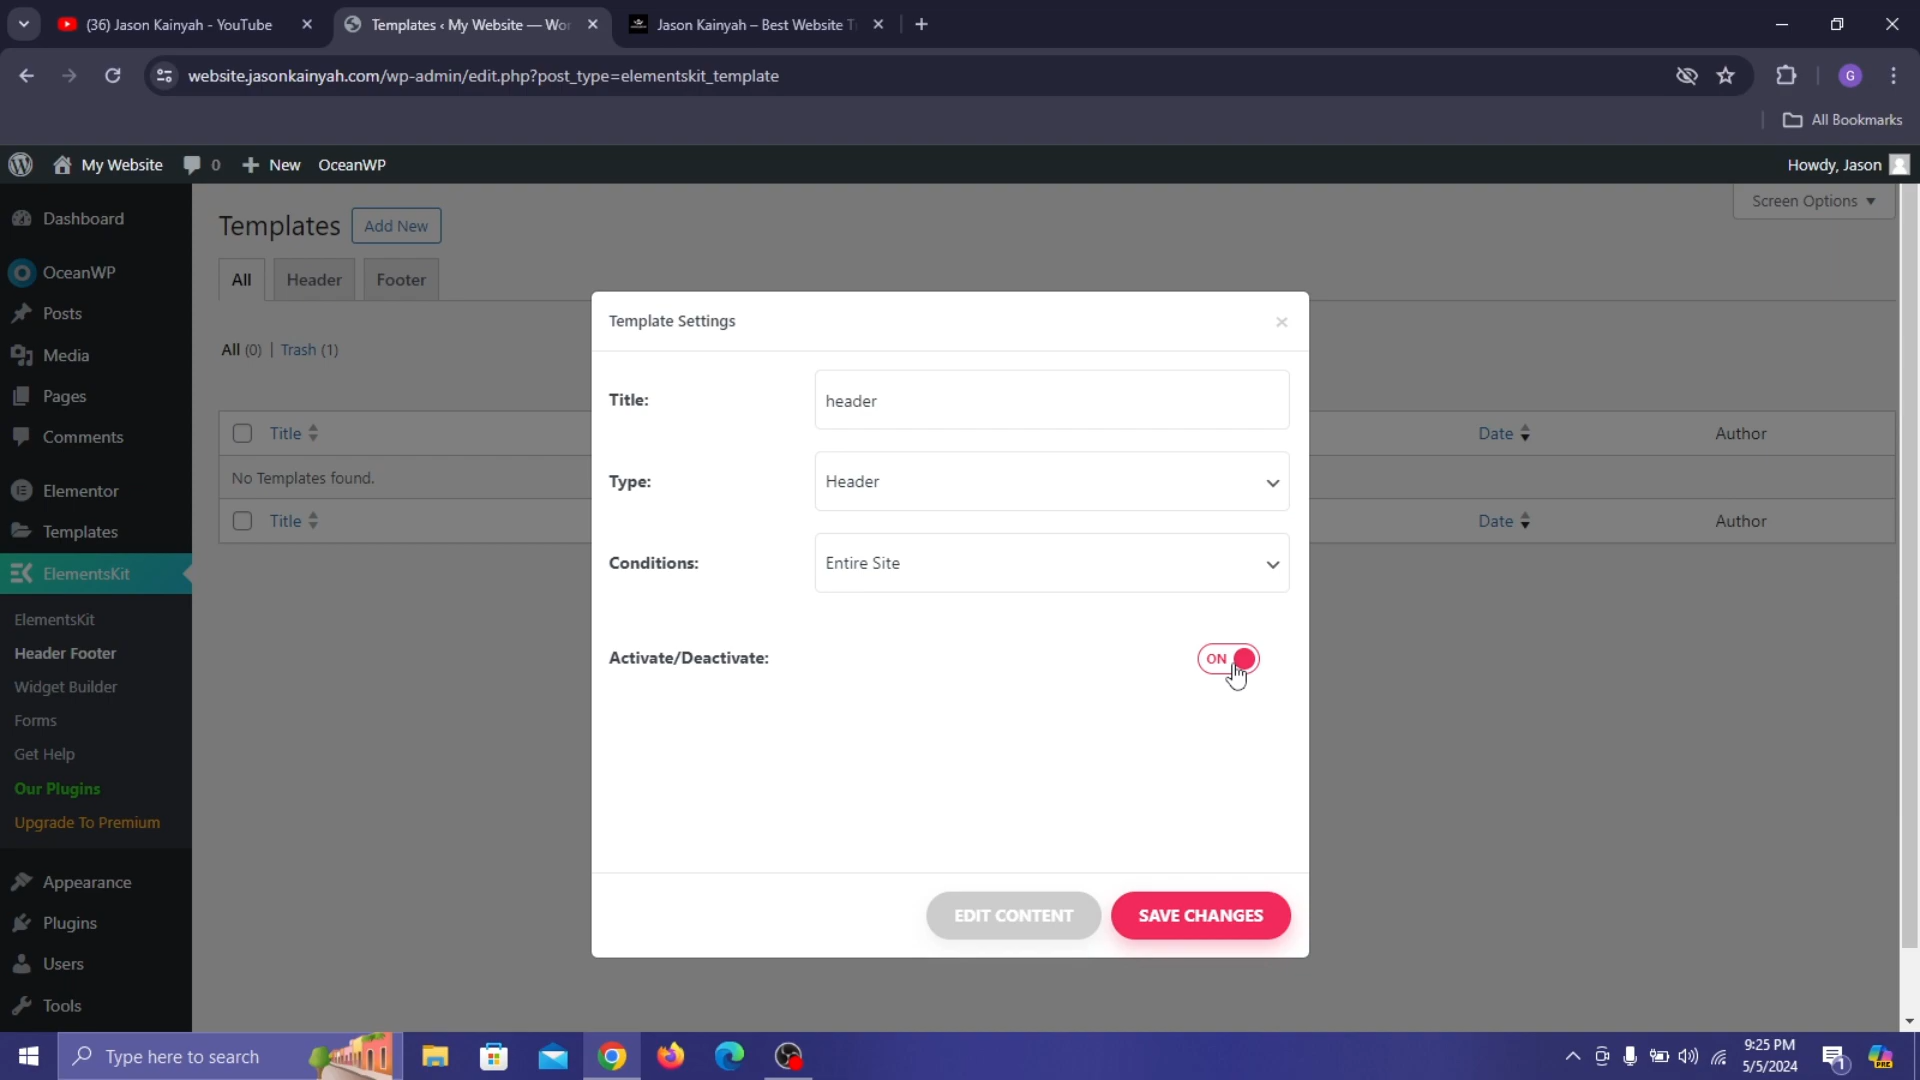 (36) Jason Kainyah - YouTube
Templates ‹ My Website — Wor
Jason Kainyah – Best Website T
website.jasonkainyah.com/wp-admin/edit.php?post_type=elementskit_template
G
All Bookmarks
My Website
0
New
OceanWP
Howdy, Jason
Dashboard
OceanWP
Posts
Media
Pages
Comments
Elementor
Templates
ElementsKit
ElementsKit
Header Footer
Widget Builder
Forms
Get Help
Our Plugins
Upgrade To Premium
Appearance
Plugins
Users
Tools
Templates
Add New
Screen Options
All
Header
Footer
All (0) | Trash (1)
Title
Date
Author
No Templates found.
Title
Date
Author
Template Settings
×
Title:
header
Type:
Header
Conditions:
Entire Site
Activate/Deactivate:
ON
EDIT CONTENT
SAVE CHANGES
Type here to search
9:25 PM
5/5/2024
1
PRE